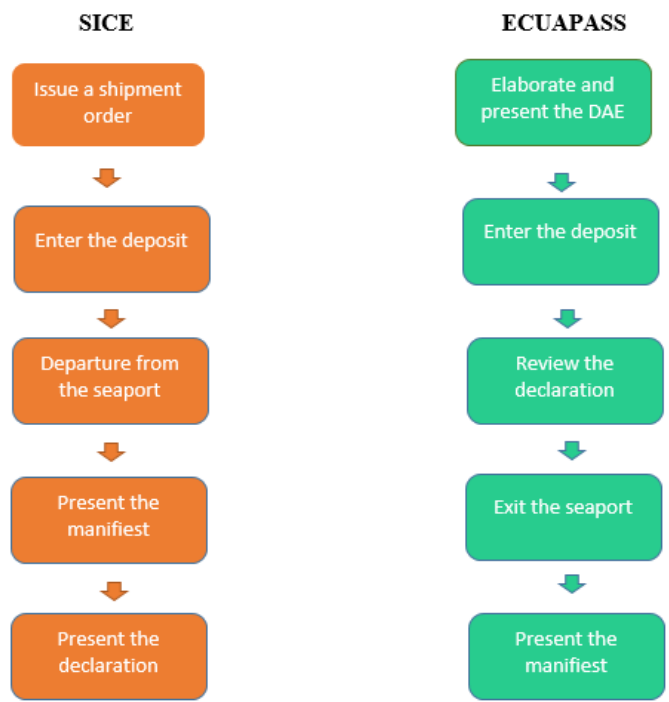 SICE
Issue a shipment
order
Enter the deposit
Departure from
the seaport
Present the
manifiest
Present the
declaration
ECUAPASS
Elaborate and
present the DAE
Enter the deposit
Review the
declaration
Exit the seaport
Present the
manifiest